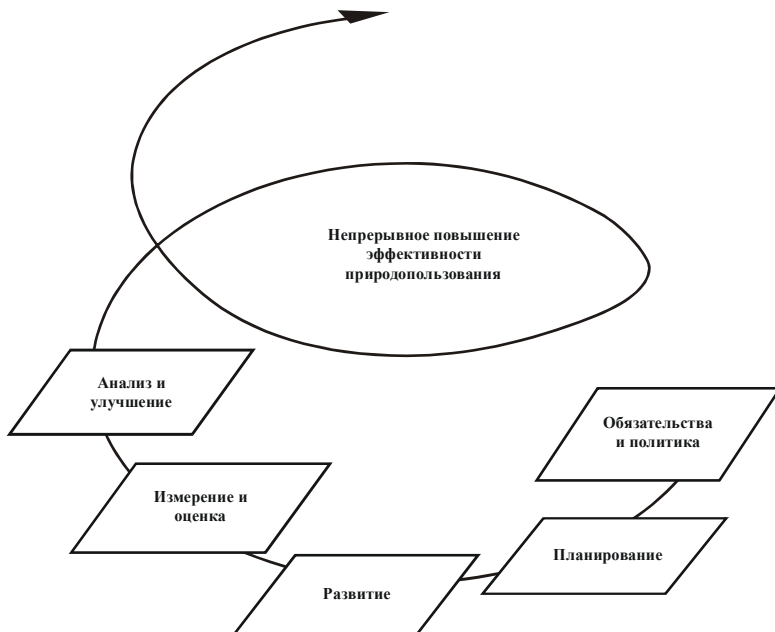 Непрерывное повышение
эффективности
природопользования
Анализ и
улучшение
Обязательства
и политика
Измерение и
оценка
Планирование
Развитие